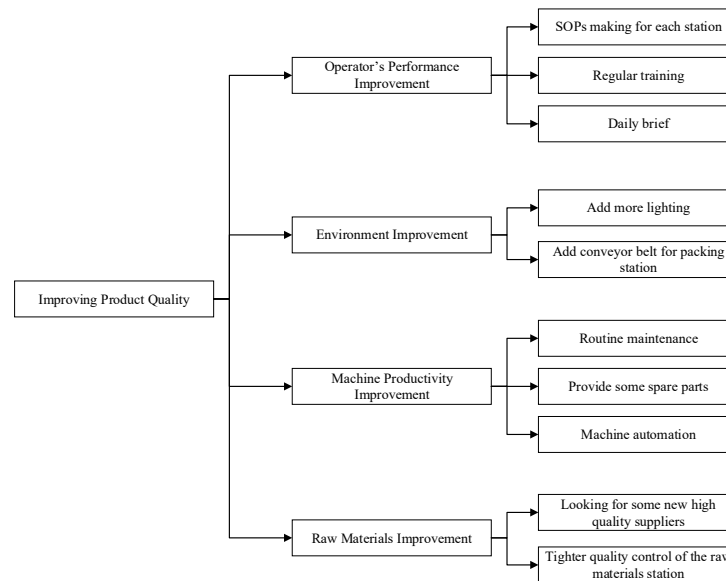 SOPs making for each station
Operator's Performance
Improvement
Regular training
Daily brief
Add more lighting
Environment Improvement
Add conveyor belt for packing
station
Improving Product Quality
Routine maintenance
Machine Productivity
Improvement
Provide some spare parts
Machine automation
Looking for some new high
quality suppliers
Raw Materials Improvement
Tighter quality control of the raw
materials station